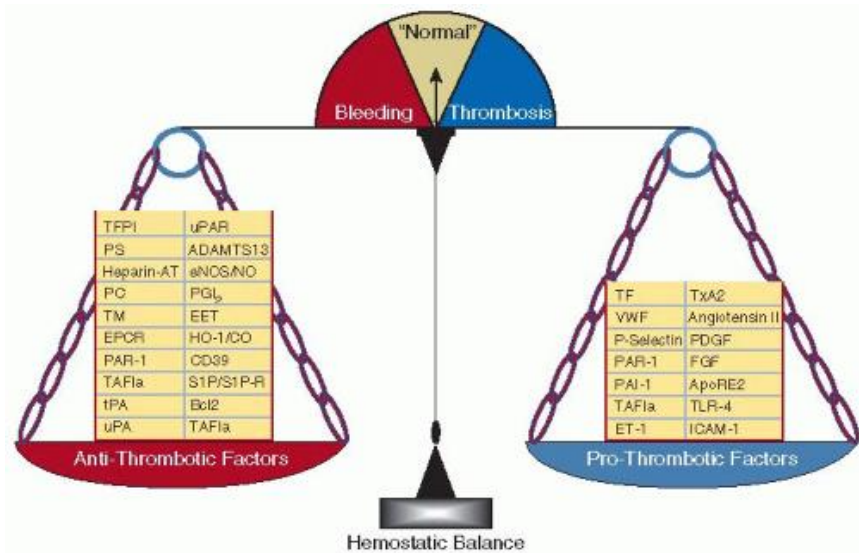 "Normal"
Bleeding
Thrombosis
TFPI uPAR
PS ADAMTS13
Heparin-AT eNOS/NO
PC PGI2
TM EET
EPCR HO-1/CO
PAR-1 CD39
TAFIa S1P/S1P-R
tPA Bcl2
uPA TAFIa
Anti-Thrombotic Factors
TF TxA2
VWF Angiotensin II
P-Selectin PDGF
PAR-1 FGF
PAI-1 ApoRE2
TAFIa TLR-4
ET-1 ICAM-1
Pro-Thrombotic Factors
Hemostatic Balance